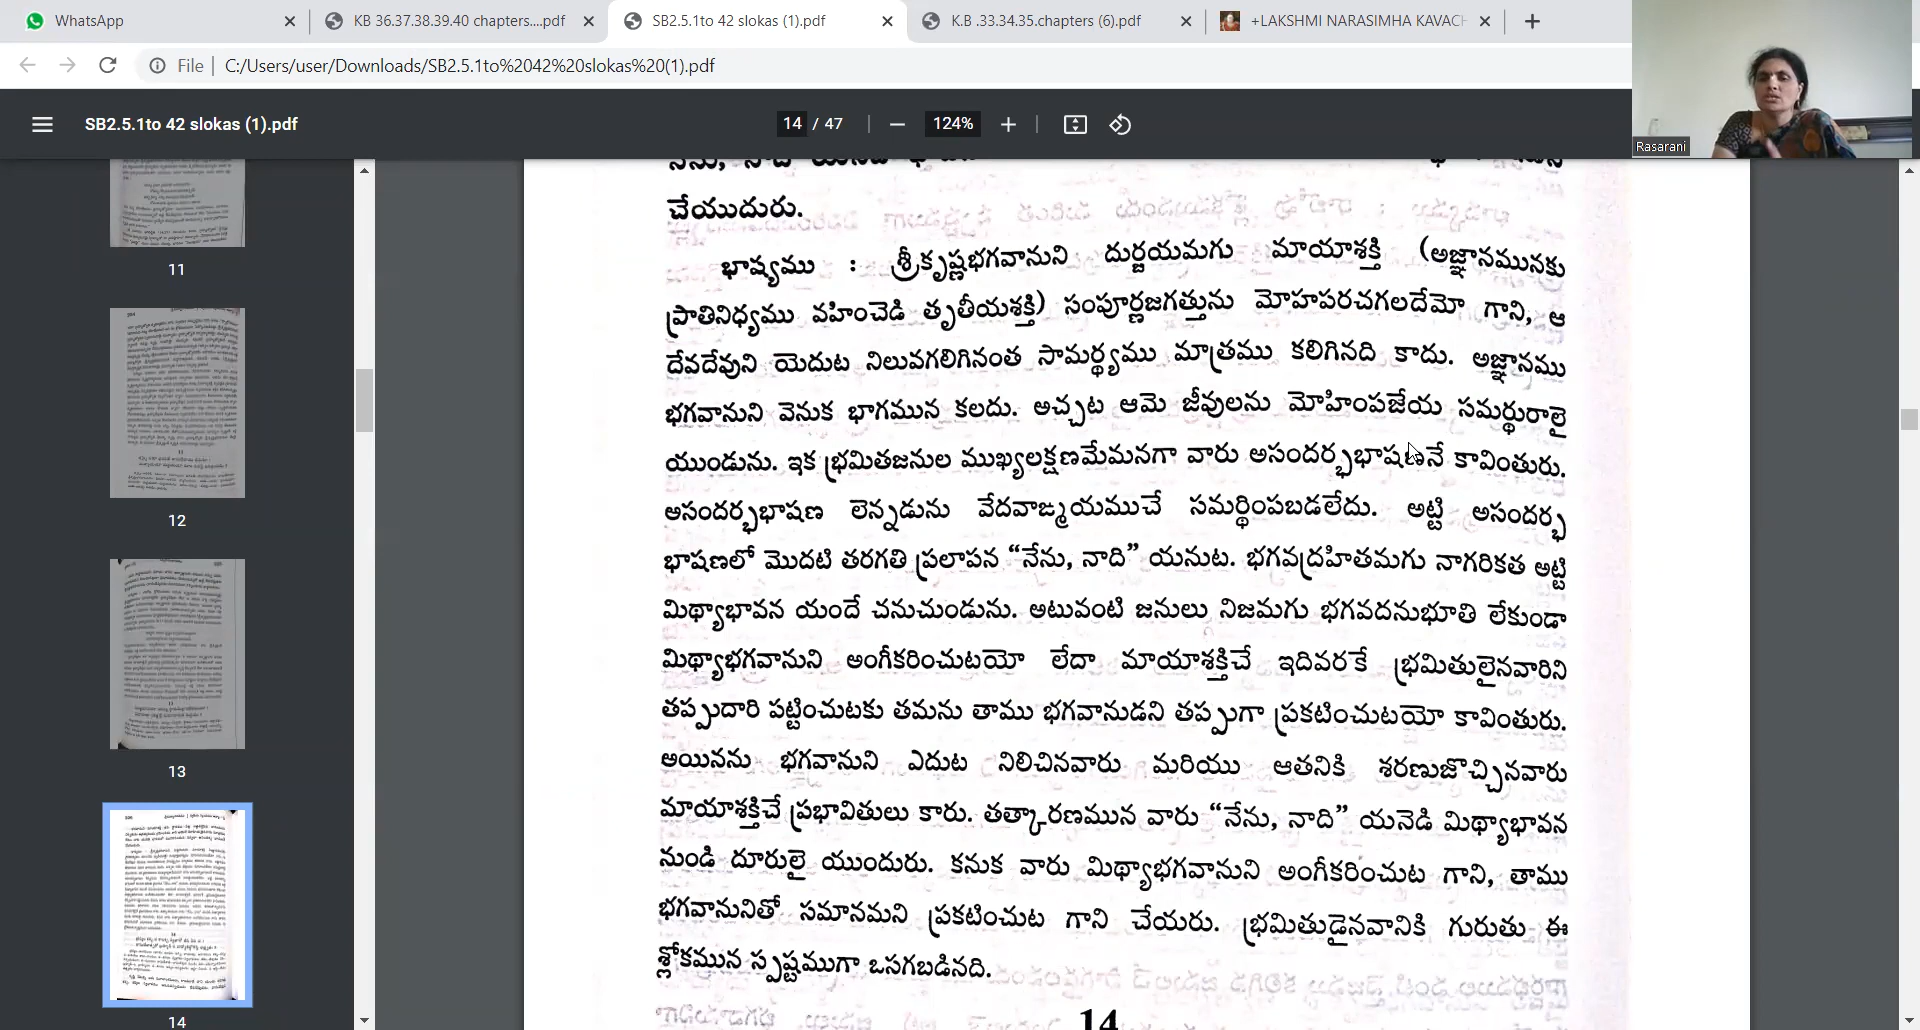 WhatsApp
KB 36.37.38.39.40 chapters....pdf
SB2.5.1to 42 slokas (1).pdf
K.B .33.34.35.chapters (6).pdf
+LAKSHMI NARASIMHA KAVACH
File
C:/Users/user/Downloads/SB2.5.1to%2042%20slokas%20(1).pdf
SB2.5.1to 42 slokas (1).pdf
14 / 47
124%
Rasarani
11
12
13
14
చేయుదురు.
భాష్యము : శ్రీకృష్ణభగవానుని దుర్జయమగు మాయాశక్తి (అజ్ఞానమునకు
ప్రాతినిధ్యము వహించెడి తృతీయశక్తి) సంపూర్ణజగత్తును మోహపరచగలదేమో గాని, ఆ
దేవదేవుని యెదుట నిలువగలిగినంత సామర్థ్యము మాత్రము కలిగినది కాదు. అజ్ఞానము
భగవానుని వెనుక భాగమున కలదు. అచ్చట ఆమె జీవులను మోహింపజేయ సమర్థురాలై
యుండును. ఇక భ్రమితజనుల ముఖ్యలక్షణమేమనగా వారు అసందర్భభాషణనే కావింతురు.
అసందర్భభాషణ లెన్నడును వేదవాఙ్మయముచే సమర్థింపబడలేదు. అట్టి అసందర్భ
భాషణలో మొదటి తరగతి ప్రలాపన “నేను, నాది” యనుట. భగవద్రహితమగు నాగరికత అట్టి
మిథ్యాభావన యందే చనుచుండును. అటువంటి జనులు నిజమగు భగవదనుభూతి లేకుండా
మిథ్యాభగవానుని అంగీకరించుటయో లేదా మాయాశక్తిచే ఇదివరకే భ్రమితులైనవారిని
తప్పుదారి పట్టించుటకు తమను తాము భగవానుడని తప్పుగా ప్రకటించుటయో కావింతురు.
అయినను భగవానుని ఎదుట నిలిచినవారు మరియు ఆతనికి శరణుజొచ్చినవారు
మాయాశక్తిచే ప్రభావితులు కారు. తత్కారణమున వారు “నేను, నాది” యనెడి మిథ్యాభావన
నుండి దూరులై యుందురు. కనుక వారు మిథ్యాభగవానుని అంగీకరించుట గాని, తాము
భగవానునితో సమానమని ప్రకటించుట గాని చేయరు. భ్రమితుడైనవానికి గురుతు ఈ
శ్లోకమున స్పష్టముగా ఒసగబడినది.
14